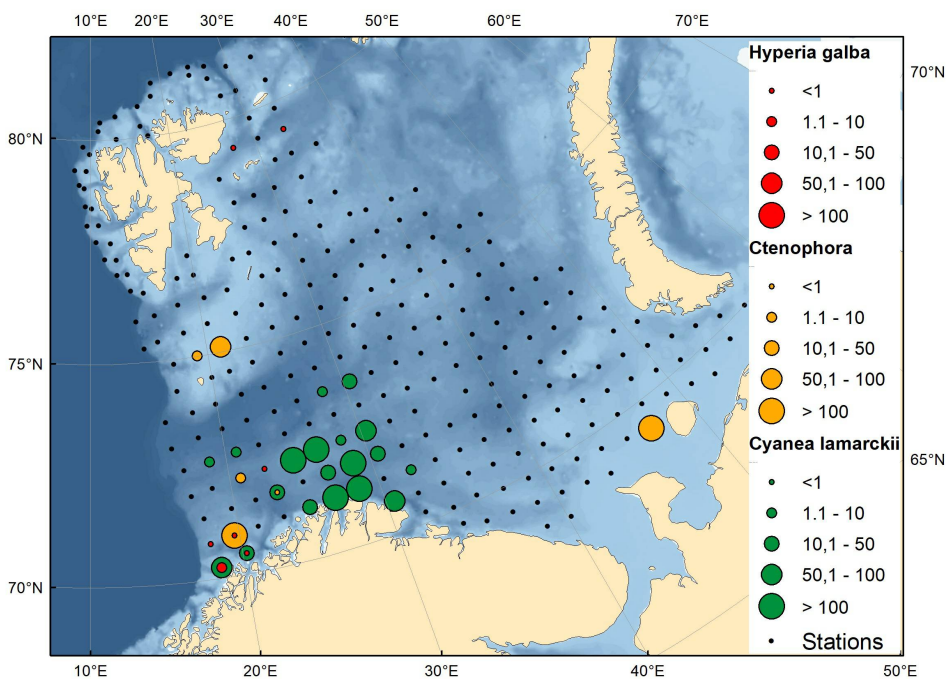 10°E 20°E 30°E 40°E 50°E 60°E 70°E
Hyperia galba
<1
1.1 - 10
10,1 - 50
50,1 - 100
> 100
Ctenophora
<1
1.1 - 10
10,1 - 50
50,1 - 100
> 100
Cyanea lamarckii
<1
1.1 - 10
10,1 - 50
50,1 - 100
> 100
Stations
80°N
75°N
70°N
70°N
65°N
10°E 20°E 30°E 40°E 50°E